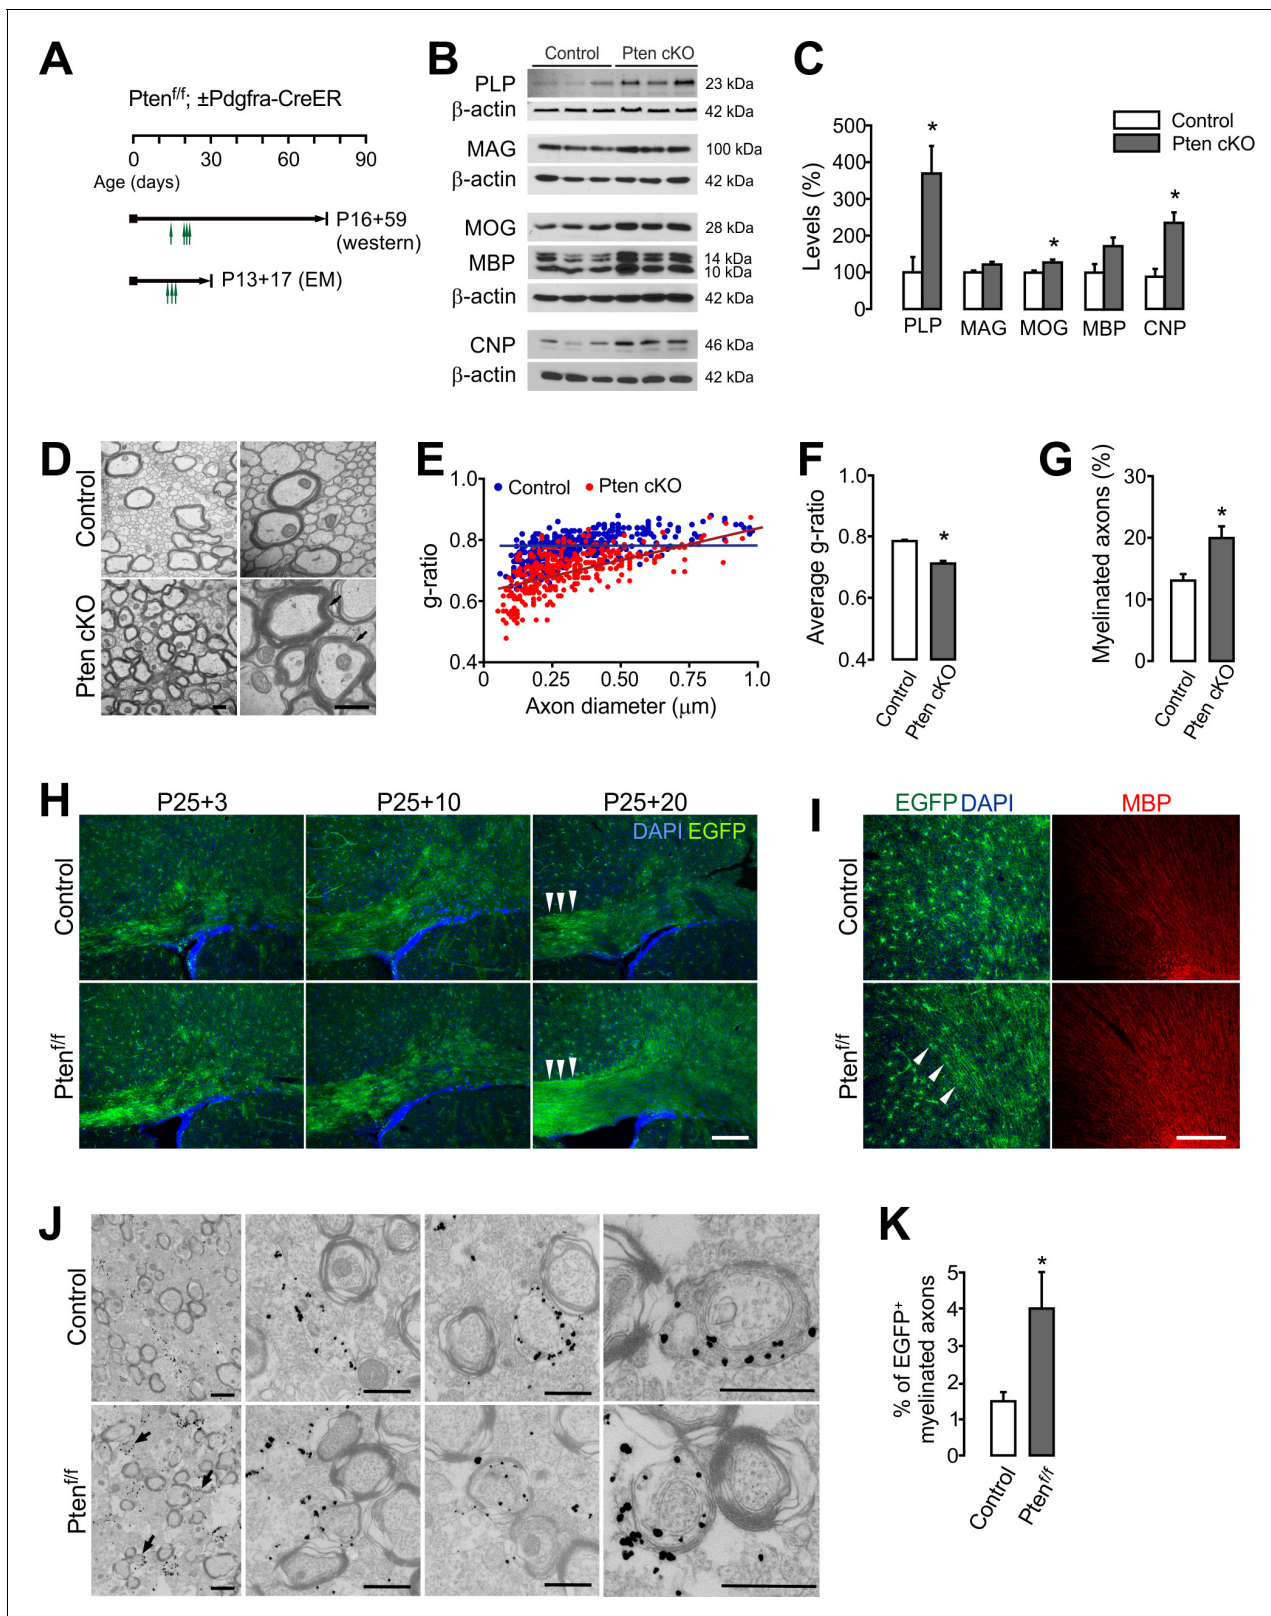 A
Pten^f/f; ±Pdgfra-CreER
0 30 60 90
Age (days)
P16+59
(western)
P13+17 (EM)
B
Control Pten cKO
PLP 23 kDa
β-actin 42 kDa
MAG 100 kDa
β-actin 42 kDa
MOG 28 kDa
MBP 14 kDa
10 kDa
β-actin 42 kDa
CNP 46 kDa
β-actin 42 kDa
C
Control
Pten cKO
Levels (%)
500
400
300
200
100
0
* * *
PLP MAG MOG MBP CNP
D
Control
Pten cKO
E
Control Pten cKO
g-ratio
1.0
0.8
0.6
0.4
0 0.25 0.50 0.75 1.0
Axon diameter (μm)
F
Average g-ratio
1.0
0.8
0.6
0.4
*
Control
Pten cKO
G
Myelinated axons (%)
30
20
10
0
*
Control
Pten cKO
H
P25+3 P25+10 P25+20
DAPI EGFP
Control
Pten^f/f
I
EGFP DAPI MBP
Control
Pten^f/f
J
Control
Pten^f/f
K
% of EGFP+
myelinated axons
5
4
3
2
1
0
*
Control
Pten^f/f